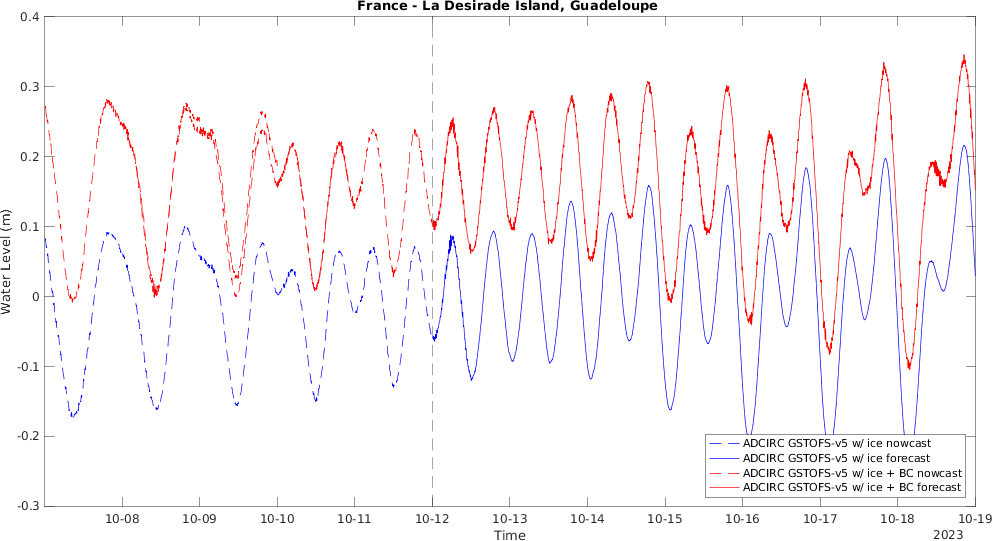 France - La Desirade Island, Guadeloupe
Water Level (m)
0.4
0.3
0.2
0.1
0
-0.1
-0.2
-0.3
10-08 10-09 10-10 10-11 10-12 10-13 10-14 10-15 10-16 10-17 10-18 10-19
Time
2023
ADCIRC GSTOFS-v5 w/ ice nowcast
ADCIRC GSTOFS-v5 w/ ice forecast
ADCIRC GSTOFS-v5 w/ ice + BC nowcast
ADCIRC GSTOFS-v5 w/ ice + BC forecast